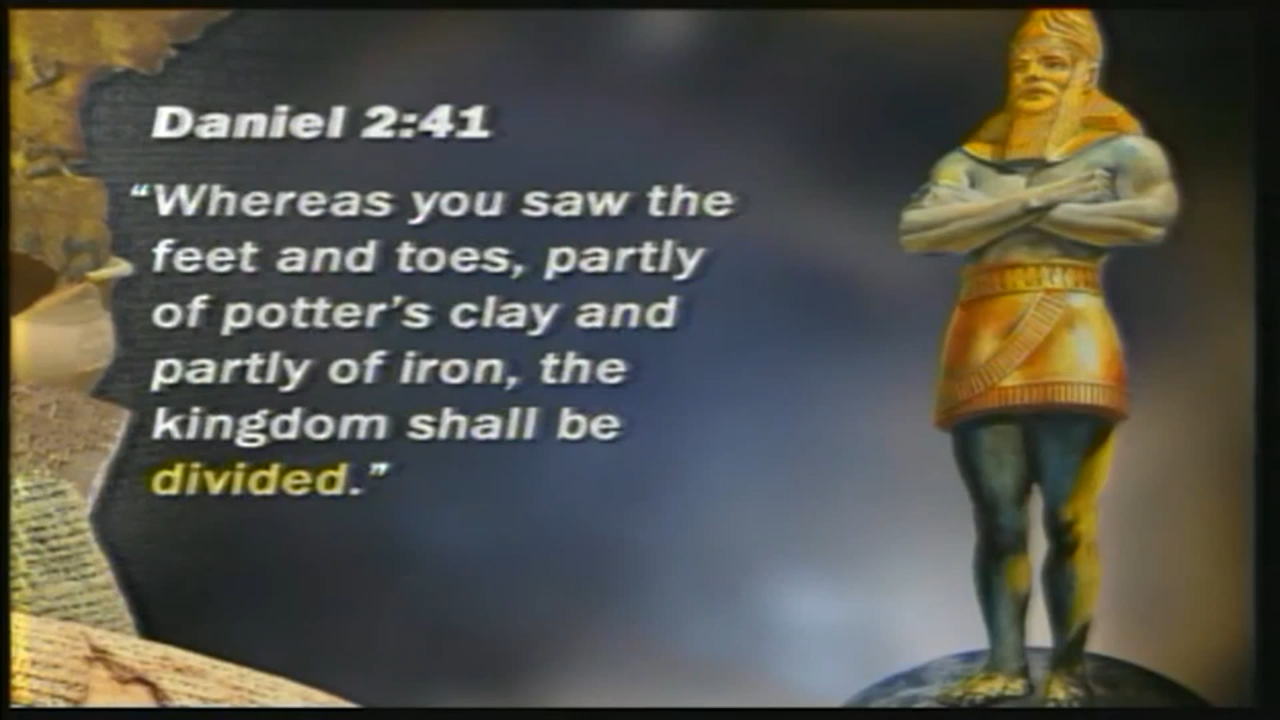 Daniel 2:41
“Whereas you saw the
feet and toes, partly
of potter’s clay and
partly of iron, the
kingdom shall be
divided.”